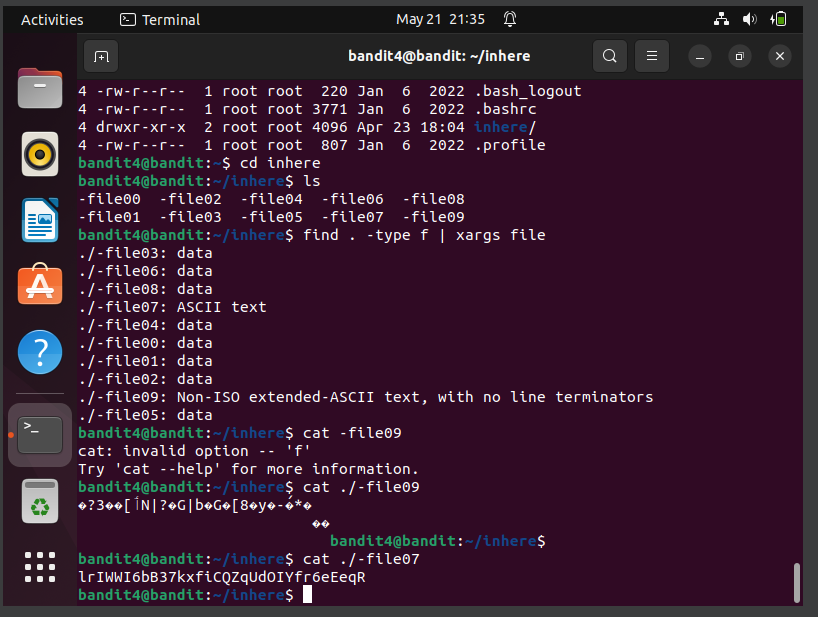 Activities Terminal May 21 21:35
bandit4@bandit: ~/inhere
4 -rw-r--r--  1 root root  220 Jan  6  2022 .bash_logout
4 -rw-r--r--  1 root root 3771 Jan  6  2022 .bashrc
4 drwxr-xr-x  2 root root 4096 Apr 23 18:04 inhere/
4 -rw-r--r--  1 root root  807 Jan  6  2022 .profile
bandit4@bandit:~$ cd inhere
bandit4@bandit:~/inhere$ ls
-file00  -file02  -file04  -file06  -file08
-file01  -file03  -file05  -file07  -file09
bandit4@bandit:~/inhere$ find . -type f | xargs file
./-file03: data
./-file06: data
./-file08: data
./-file07: ASCII text
./-file04: data
./-file00: data
./-file01: data
./-file02: data
./-file09: Non-ISO extended-ASCII text, with no line terminators
./-file05: data
bandit4@bandit:~/inhere$ cat -file09
cat: invalid option -- 'f'
Try 'cat --help' for more information.
bandit4@bandit:~/inhere$ cat ./-file09
�?3��[�N|?�G|b�G�[8�y�-�*�
��
bandit4@bandit:~/inhere$
bandit4@bandit:~/inhere$ cat ./-file07
lrIWWI6bB37kxfiCQZqUdOIYfr6eEeqR
bandit4@bandit:~/inhere$